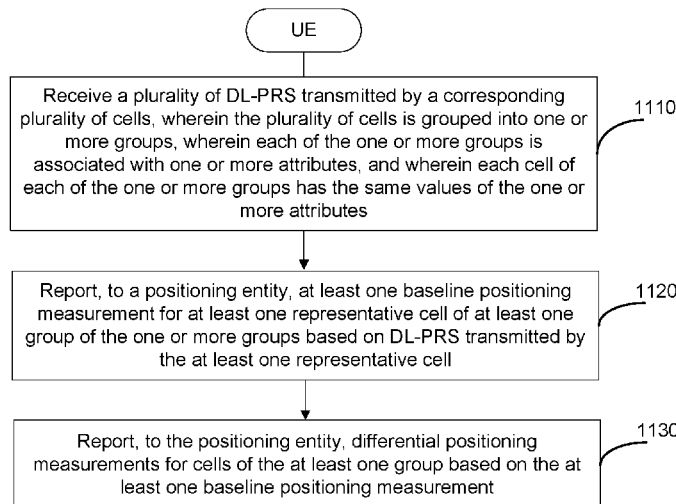 UE
Receive a plurality of DL-PRS transmitted by a corresponding
plurality of cells, wherein the plurality of cells is grouped into one or
more groups, wherein each of the one or more groups is
associated with one or more attributes, and wherein each cell of
each of the one or more groups has the same values of the one or
more attributes
1110
Report, to a positioning entity, at least one baseline positioning
measurement for at least one representative cell of at least one
group of the one or more groups based on DL-PRS transmitted by
the at least one representative cell
1120
Report, to the positioning entity, differential positioning
measurements for cells of the at least one group based on the at
least one baseline positioning measurement
1130